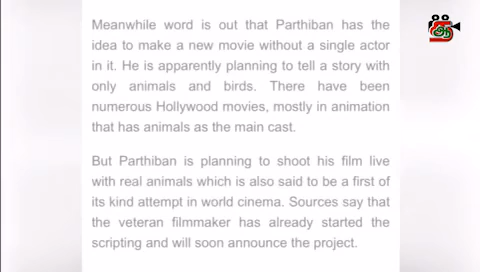 Meanwhile word is out that Parthiban has the
idea to make a new movie without a single actor
in it. He is apparently planning to tell a story with
only animals and birds. There have been
numerous Hollywood movies, mostly in animation
that has animals as the main cast.
But Parthiban is planning to shoot his film live
with real animals which is also said to be a first of
its kind attempt in world cinema. Sources say that
the veteran filmmaker has already started the
scripting and will soon announce the project.